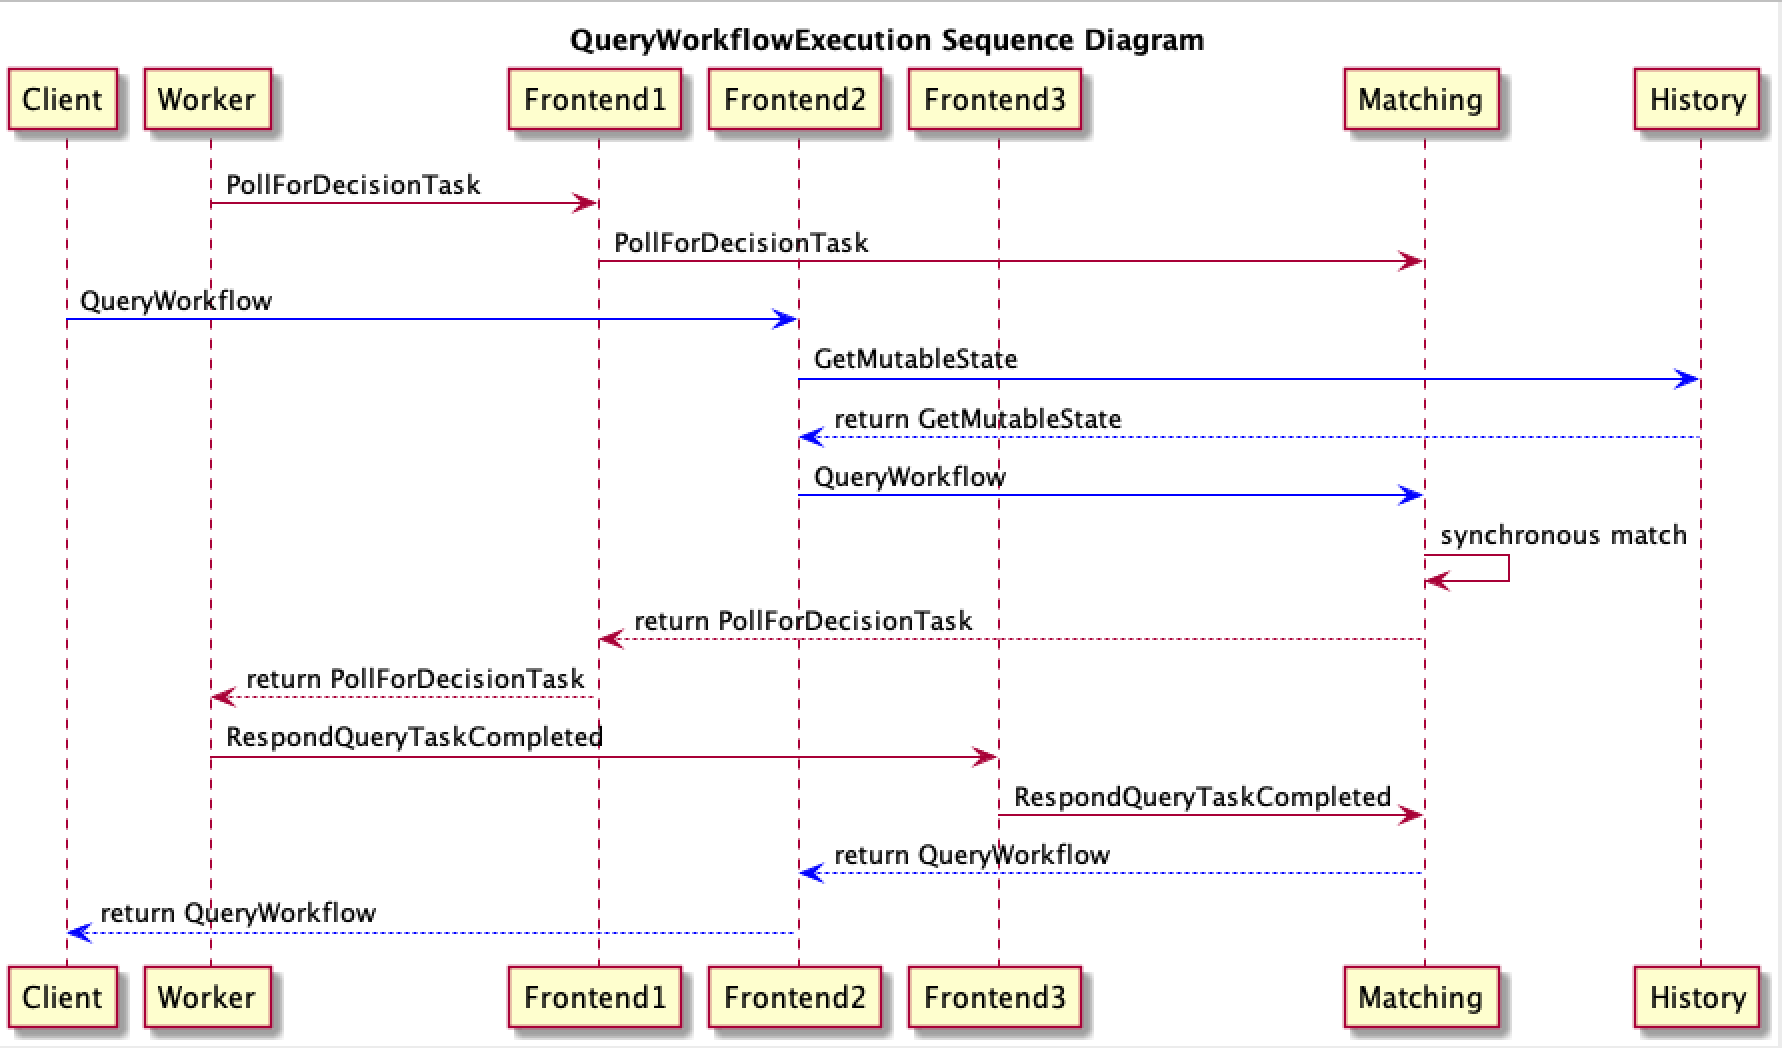 QueryWorkflowExecution Sequence Diagram
Client Worker Frontend1 Frontend2 Frontend3 Matching History
PollForDecisionTask
PollForDecisionTask
QueryWorkflow
GetMutableState
return GetMutableState
QueryWorkflow
synchronous match
return PollForDecisionTask
return PollForDecisionTask
RespondQueryTaskCompleted
RespondQueryTaskCompleted
return QueryWorkflow
return QueryWorkflow
Client Worker Frontend1 Frontend2 Frontend3 Matching History